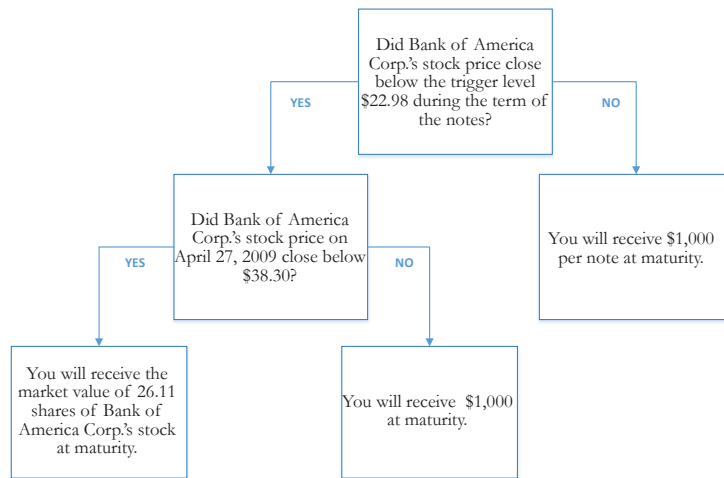 Did Bank of America
Corp.'s stock price close
below the trigger level
$22.98 during the term of
the notes?
YES
NO
Did Bank of America
Corp.'s stock price on
April 27, 2009 close below
$38.30?
You will receive $1,000
per note at maturity.
YES
NO
You will receive the
market value of 26.11
shares of Bank of
America Corp.'s stock
at maturity.
You will receive $1,000
at maturity.